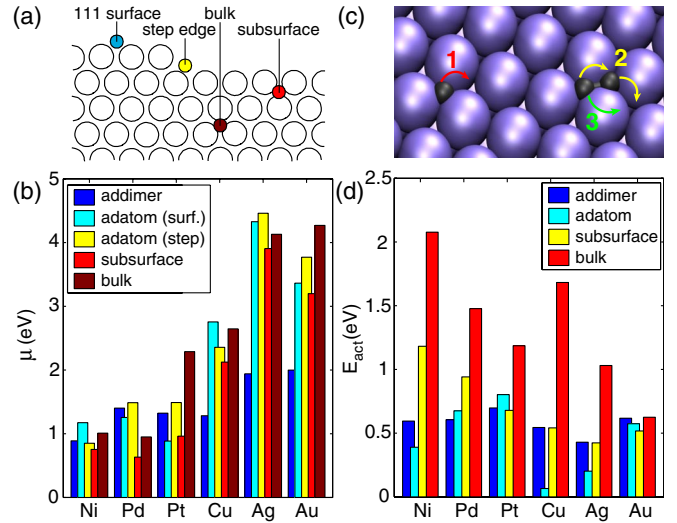 (a)
111 surface
step edge
bulk
subsurface
(c)
1
2
3
(b)
5
4
3
2
1
0
μ (eV)
addimer
adatom (surf.)
adatom (step)
subsurface
bulk
Ni Pd Pt Cu Ag Au
(d)
2.5
2
1.5
1
0.5
0
E_act (eV)
addimer
adatom
subsurface
bulk
Ni Pd Pt Cu Ag Au